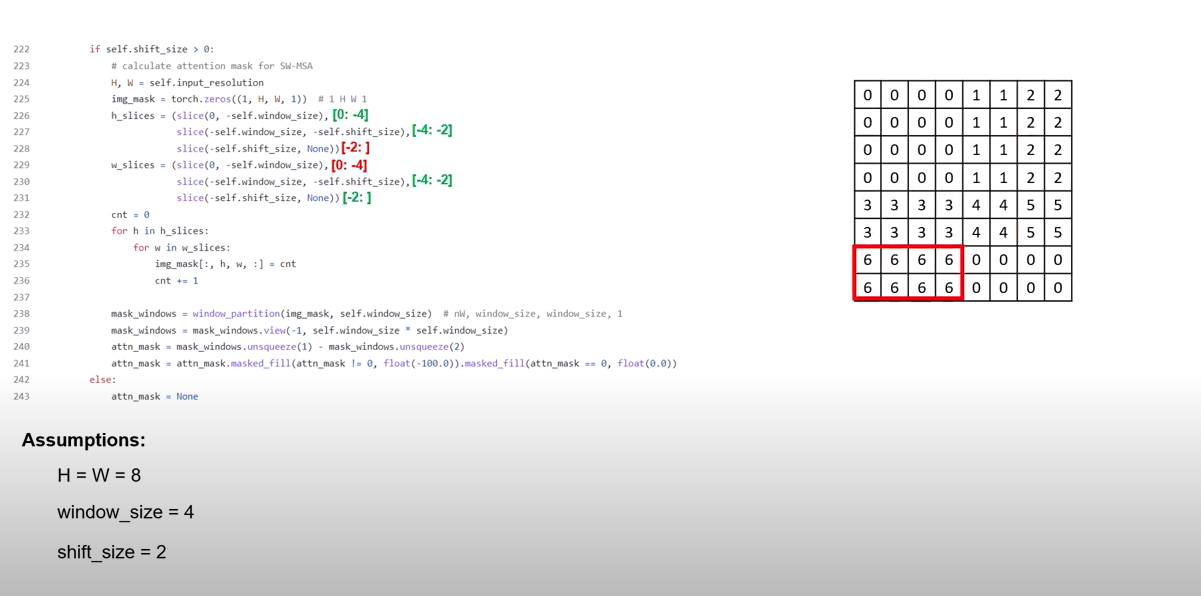 222 if self.shift_size > 0:
223 # calculate attention mask for SW-MSA
224 H, W = self.input_resolution
225 img_mask = torch.zeros((1, H, W, 1)) # 1 H W 1
226 h_slices = (slice(0, -self.window_size), [0: -4]
227 slice(-self.window_size, -self.shift_size), [-4: -2]
228 slice(-self.shift_size, None)) [-2: ]
229 w_slices = (slice(0, -self.window_size), [0: -4]
230 slice(-self.window_size, -self.shift_size), [-4: -2]
231 slice(-self.shift_size, None)) [-2: ]
232 cnt = 0
233 for h in h_slices:
234 for w in w_slices:
235 img_mask[:, h, w, :] = cnt
236 cnt += 1
237
238 mask_windows = window_partition(img_mask, self.window_size) # nW, window_size, window_size, 1
239 mask_windows = mask_windows.view(-1, self.window_size * self.window_size)
240 attn_mask = mask_windows.unsqueeze(1) - mask_windows.unsqueeze(2)
241 attn_mask = attn_mask.masked_fill(attn_mask != 0, float(-100.0)).masked_fill(attn_mask == 0, float(0.0))
242 else:
243 attn_mask = None
0 0 0 0 1 1 2 2
0 0 0 0 1 1 2 2
0 0 0 0 1 1 2 2
0 0 0 0 1 1 2 2
3 3 3 3 4 4 5 5
3 3 3 3 4 4 5 5
6 6 6 6 0 0 0 0
6 6 6 6 0 0 0 0
Assumptions:
H = W = 8
window_size = 4
shift_size = 2